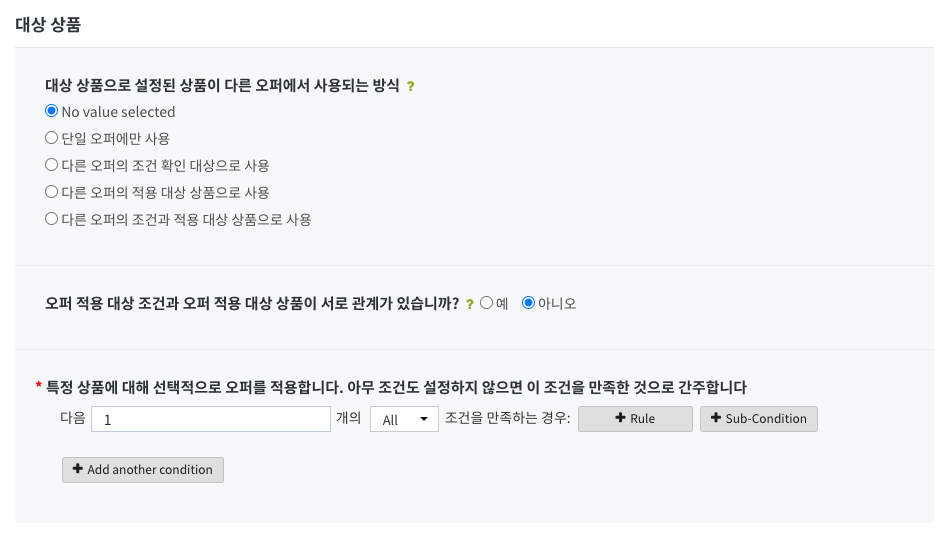 대상 상품
대상 상품으로 설정된 상품이 다른 오퍼에서 사용되는 방식 ?
No value selected
단일 오퍼에만 사용
다른 오퍼의 조건 확인 대상으로 사용
다른 오퍼의 적용 대상 상품으로 사용
다른 오퍼의 조건과 적용 대상 상품으로 사용
오퍼 적용 대상 조건과 오퍼 적용 대상 상품이 서로 관계가 있습니까? ? 예 아니오
* 특정 상품에 대해 선택적으로 오퍼를 적용합니다. 아무 조건도 설정하지 않으면 이 조건을 만족한 것으로 간주합니다
다음 1 개의 All 조건을 만족하는 경우: + Rule + Sub-Condition
+ Add another condition